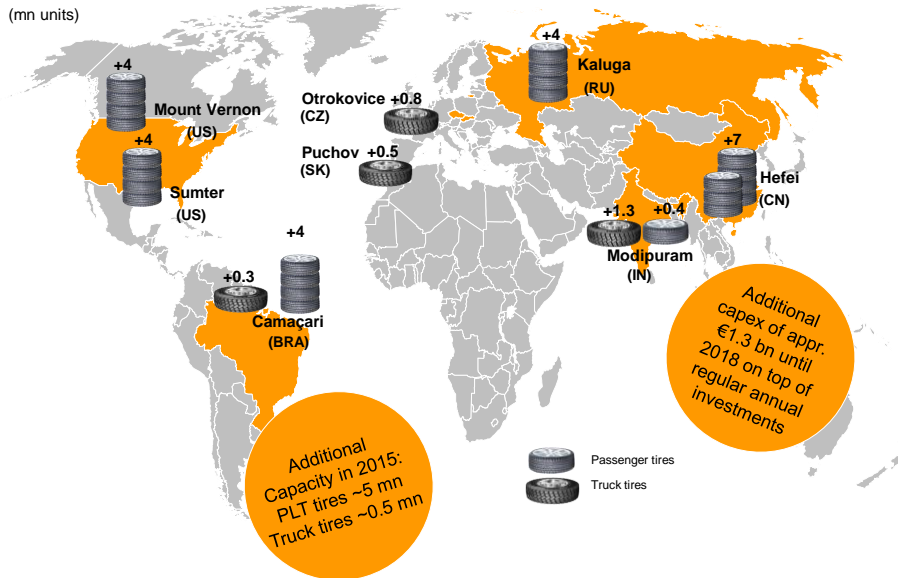 (mn units)
+4
Mount Vernon
(US)
+4
Sumter
(US)
+4
+0.3
Camaçari
(BRA)
Otrokovice +0.8
(CZ)
Puchov +0.5
(SK)
+4
Kaluga
(RU)
+7
Hefei
(CN)
+1.3
+0.4
Modipuram
(IN)
Additional
capex of appr.
€1.3 bn until
2018 on top of
regular annual
investments
Additional
Capacity in 2015:
PLT tires ~5 mn
Truck tires ~0.5 mn
Passenger tires
Truck tires